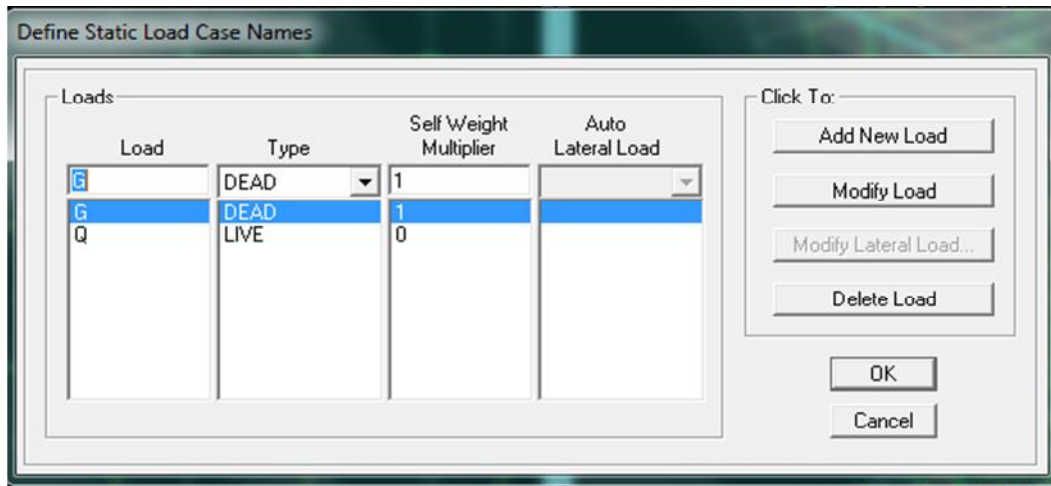 Define Static Load Case Names
Loads
Load Type Self Weight Multiplier Auto Lateral Load
G DEAD 1
G DEAD 1
Q LIVE 0
Click To:
Add New Load
Modify Load
Modify Lateral Load...
Delete Load
OK
Cancel